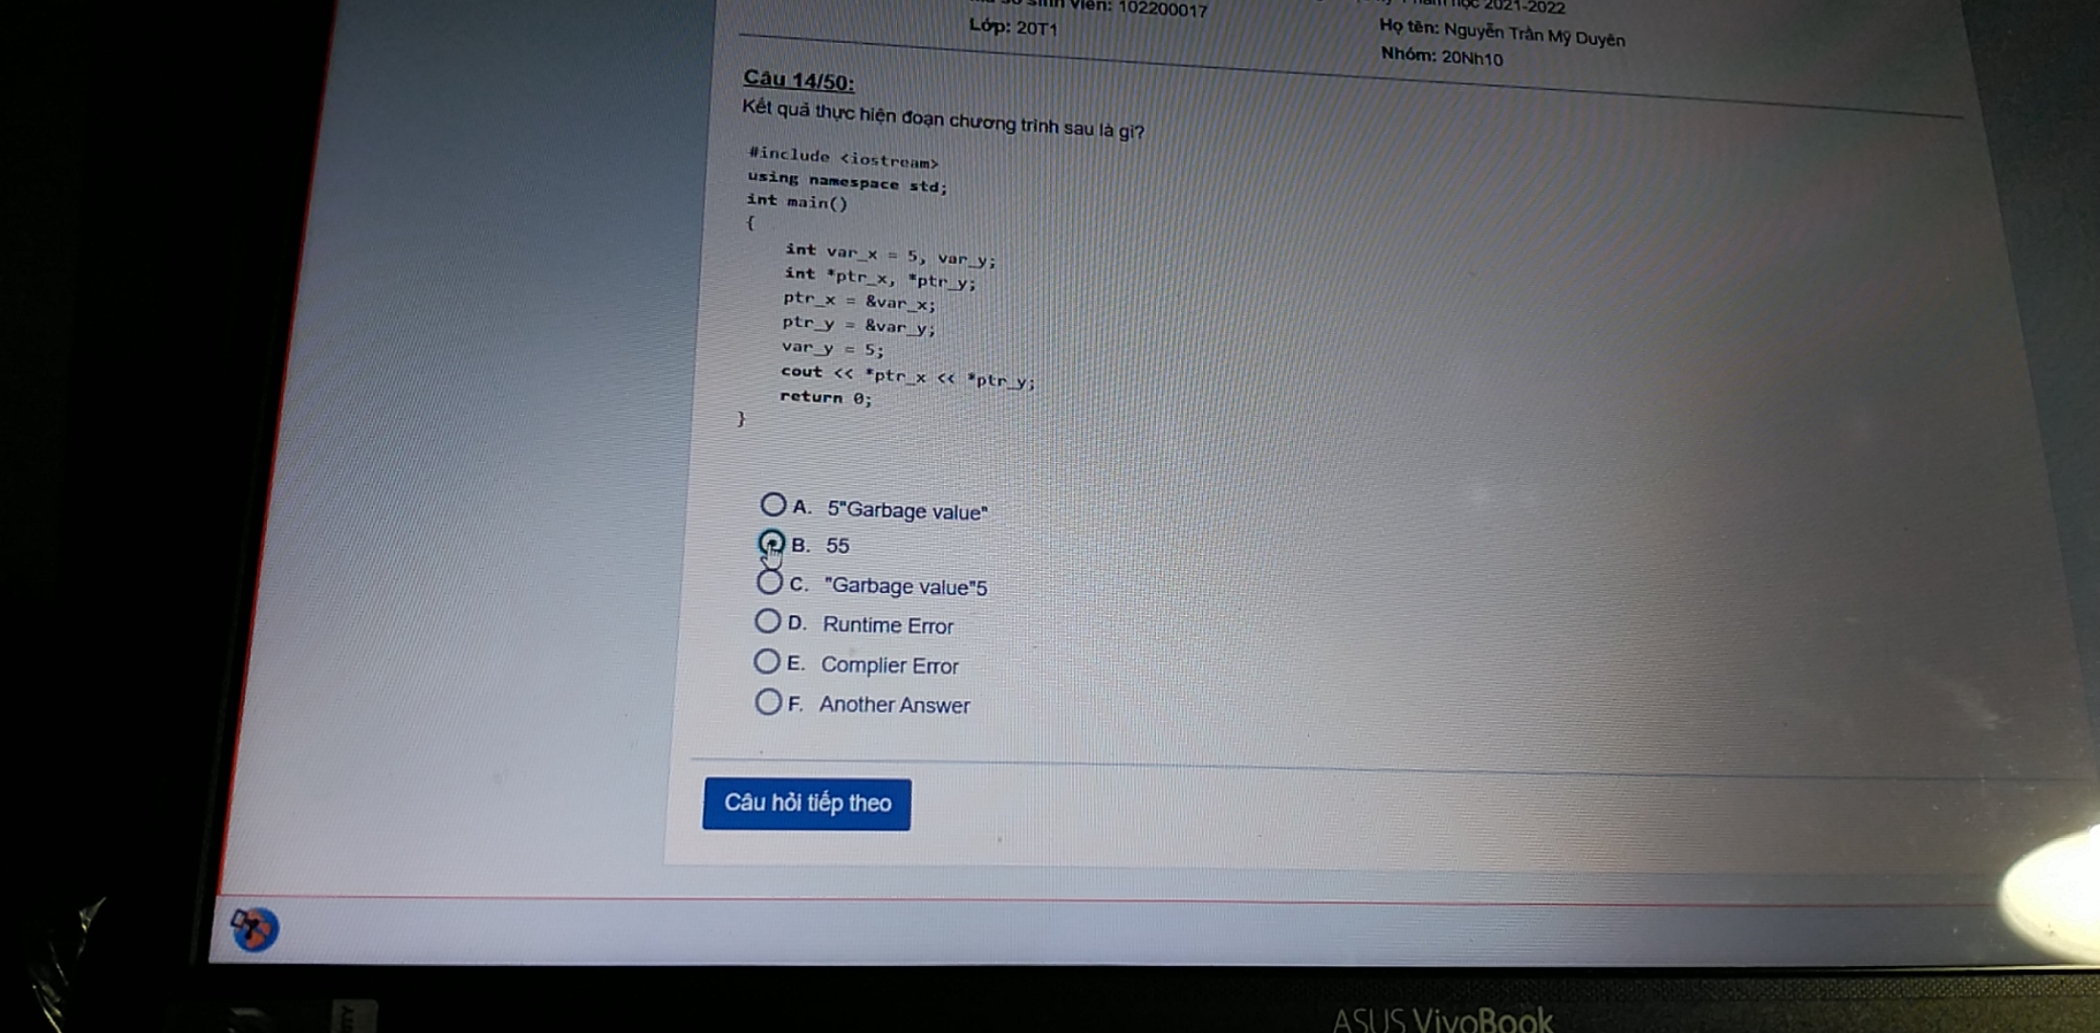 viên: 102200017
học 2021-2022
Lớp: 20T1
Họ tên: Nguyễn Trần Mỹ Duyên
Nhóm: 20Nh10
Câu 14/50:
Kết quả thực hiện đoạn chương trình sau là gì?
#include <iostream>
using namespace std;
int main()
{
int var_x = 5, var_y;
int *ptr_x, *ptr_y;
ptr_x = &var_x;
ptr_y = &var_y;
var_y = 5;
cout << *ptr_x << *ptr_y;
return 0;
}
A. 5"Garbage value"
B. 55
C. "Garbage value"5
D. Runtime Error
E. Complier Error
F. Another Answer
Câu hỏi tiếp theo
ASUS VivoBook